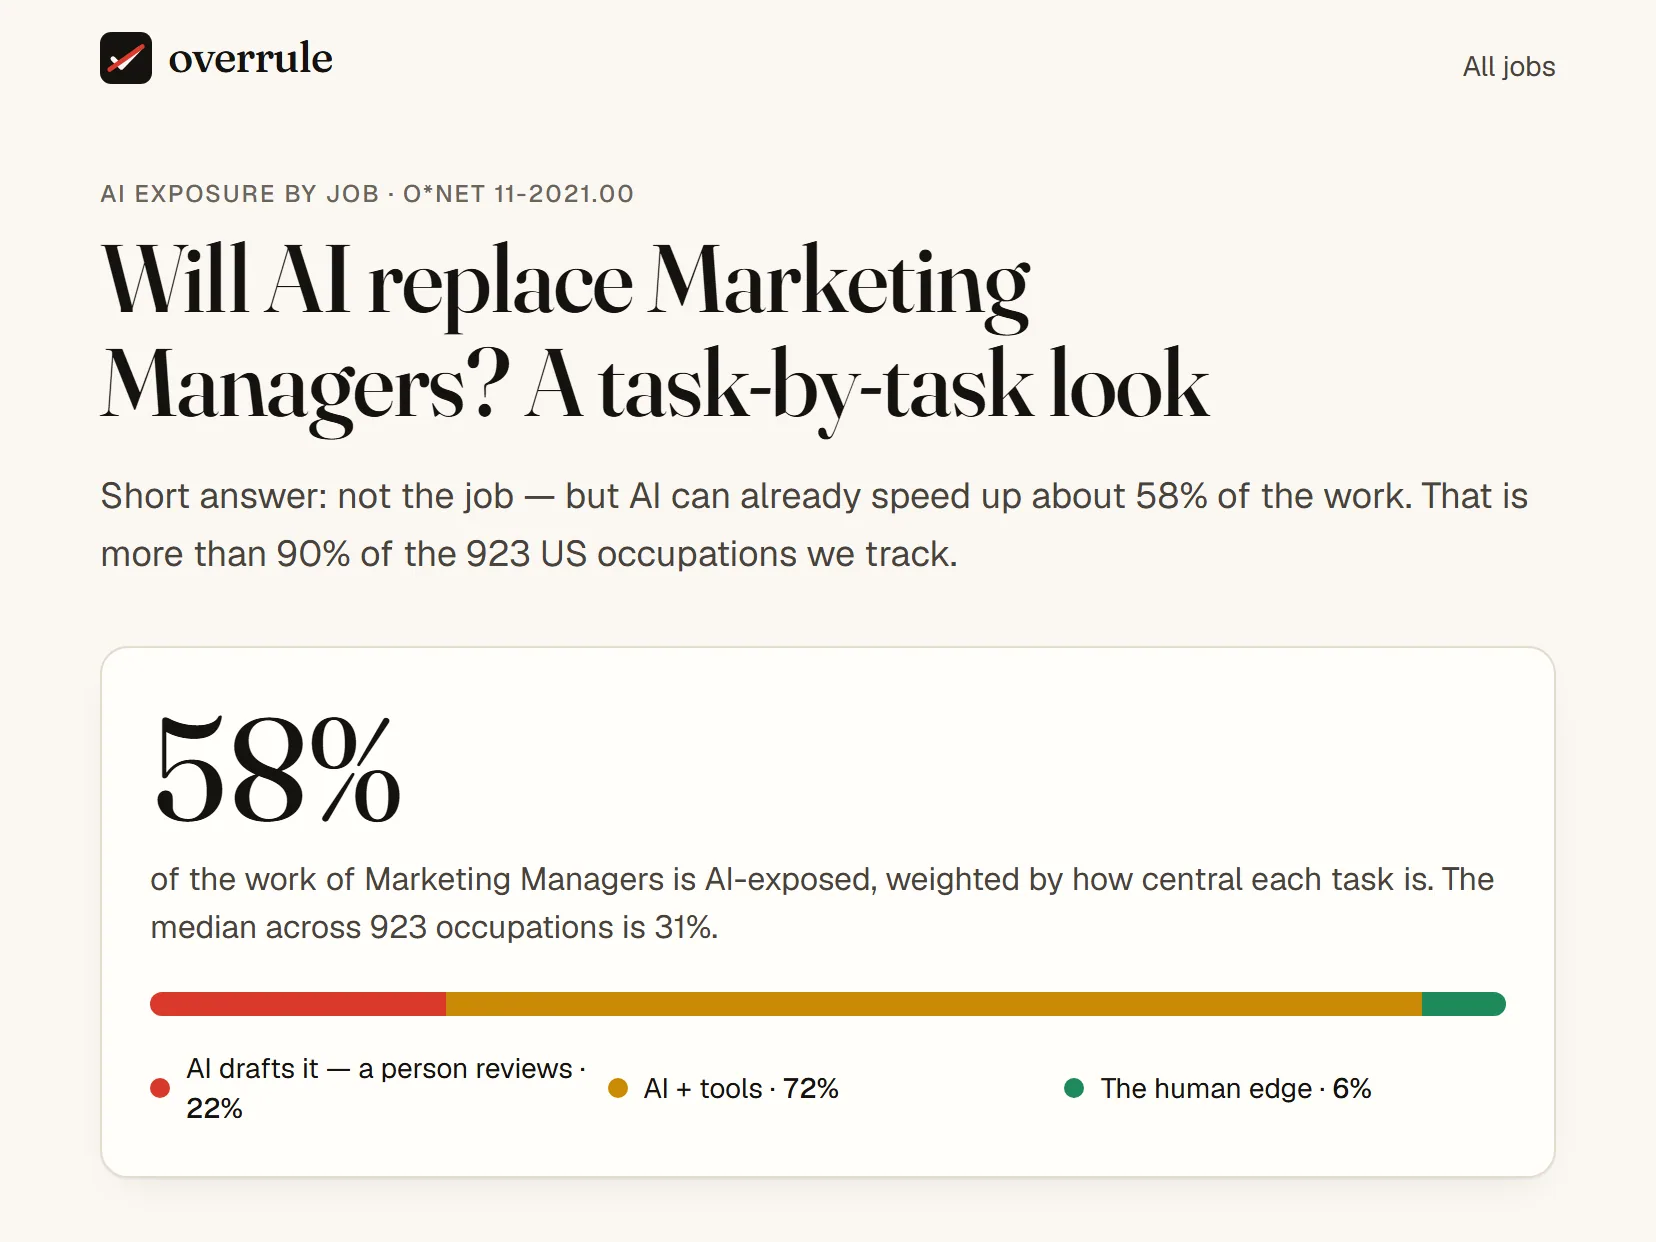 overrule
All jobs
AI EXPOSURE BY JOB · O*NET 11-2021.00
Will AI replace Marketing
Managers? A task-by-task look
Short answer: not the job — but AI can already speed up about 58% of the work. That is
more than 90% of the 923 US occupations we track.
58%
of the work of Marketing Managers is AI-exposed, weighted by how central each task is. The
median across 923 occupations is 31%.
AI drafts it — a person reviews ·
22%
AI + tools · 72%
The human edge · 6%